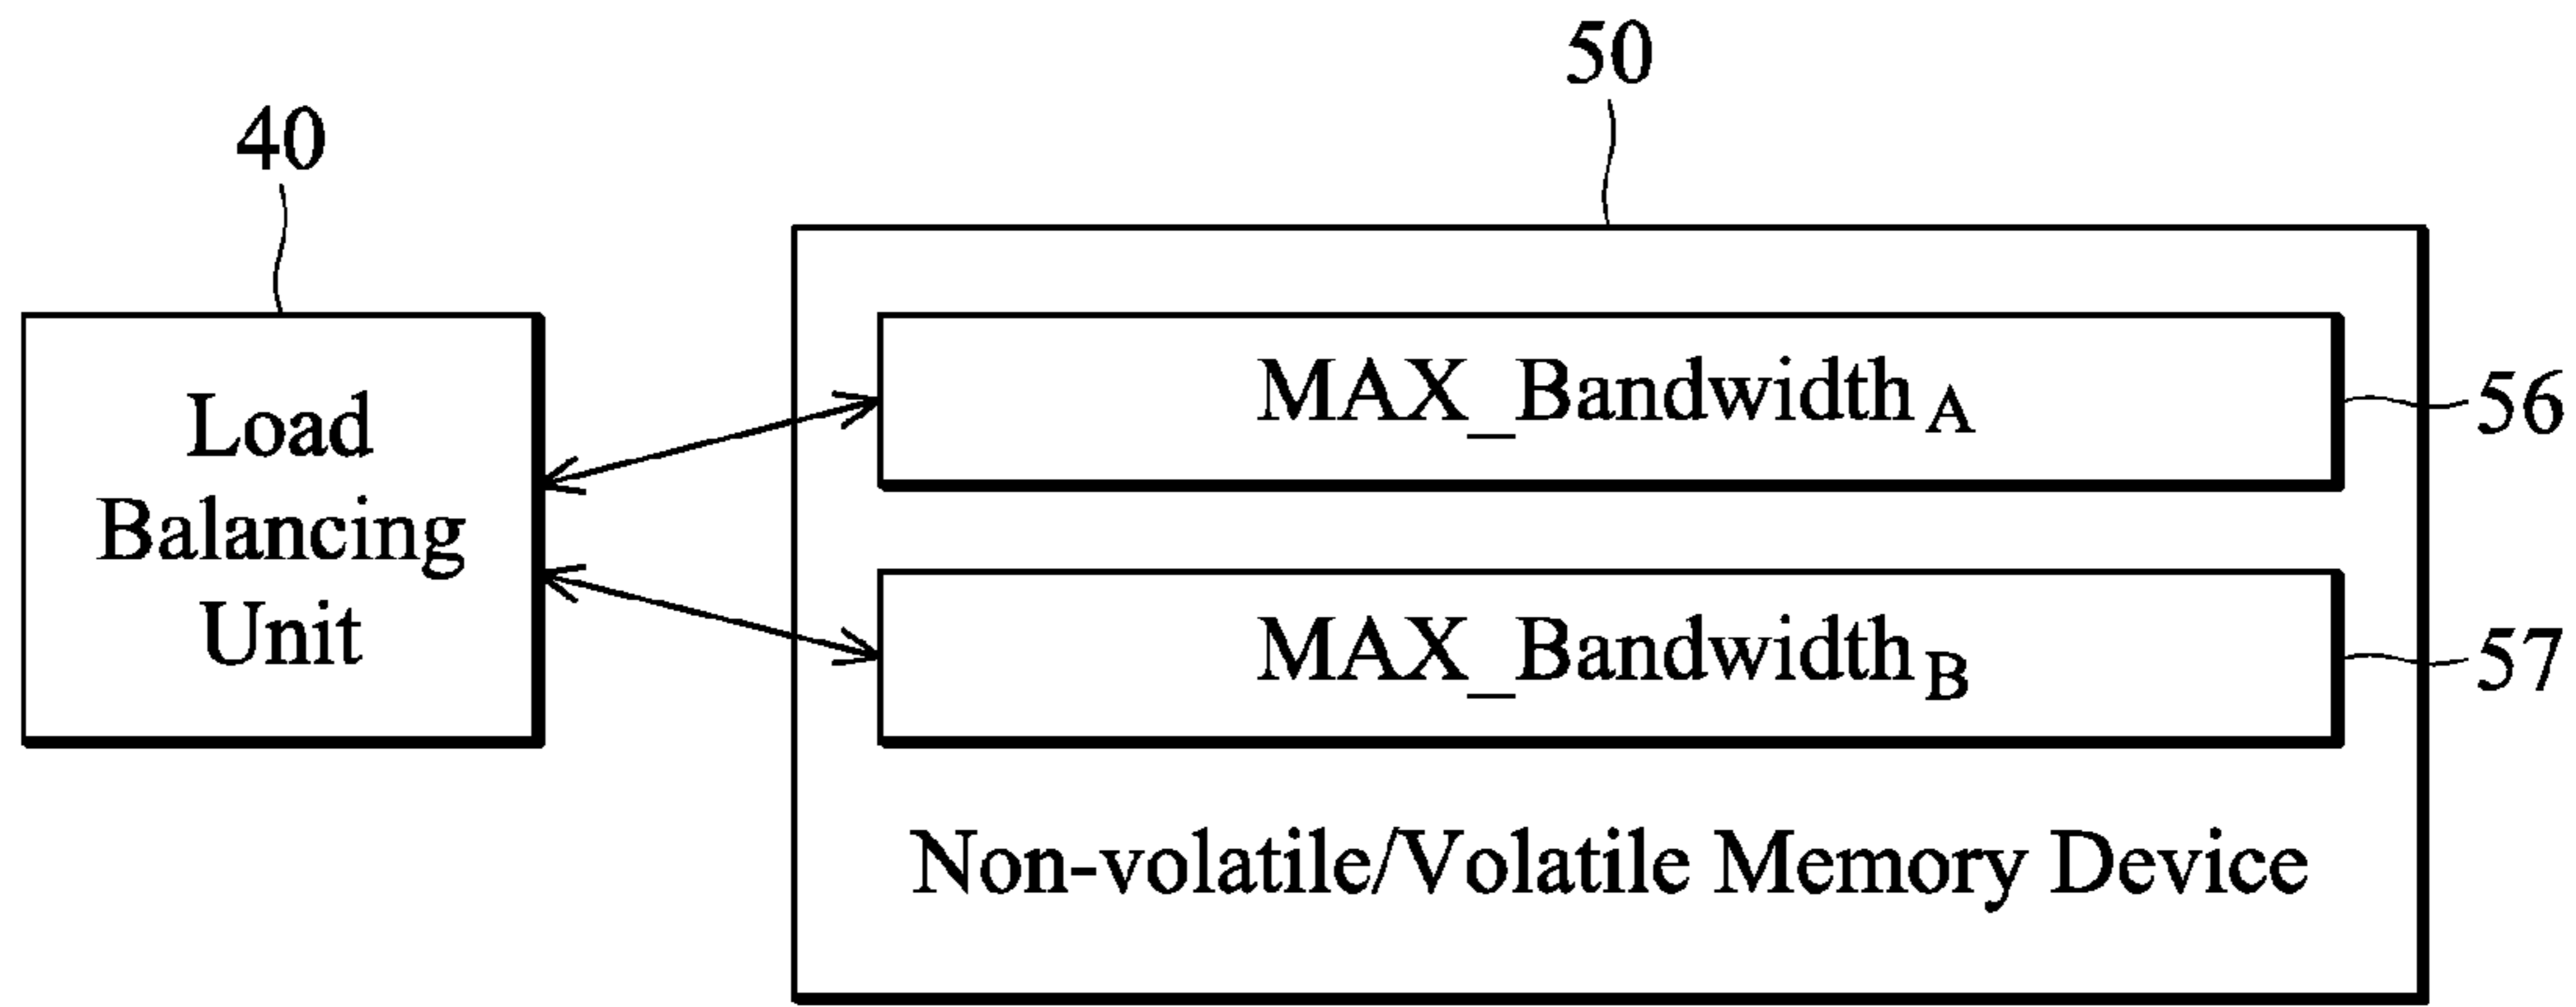 50
40
Load
Balancing
Unit
MAX_Bandwidth A
56
MAX_Bandwidth B
57
Non-volatile/Volatile Memory Device